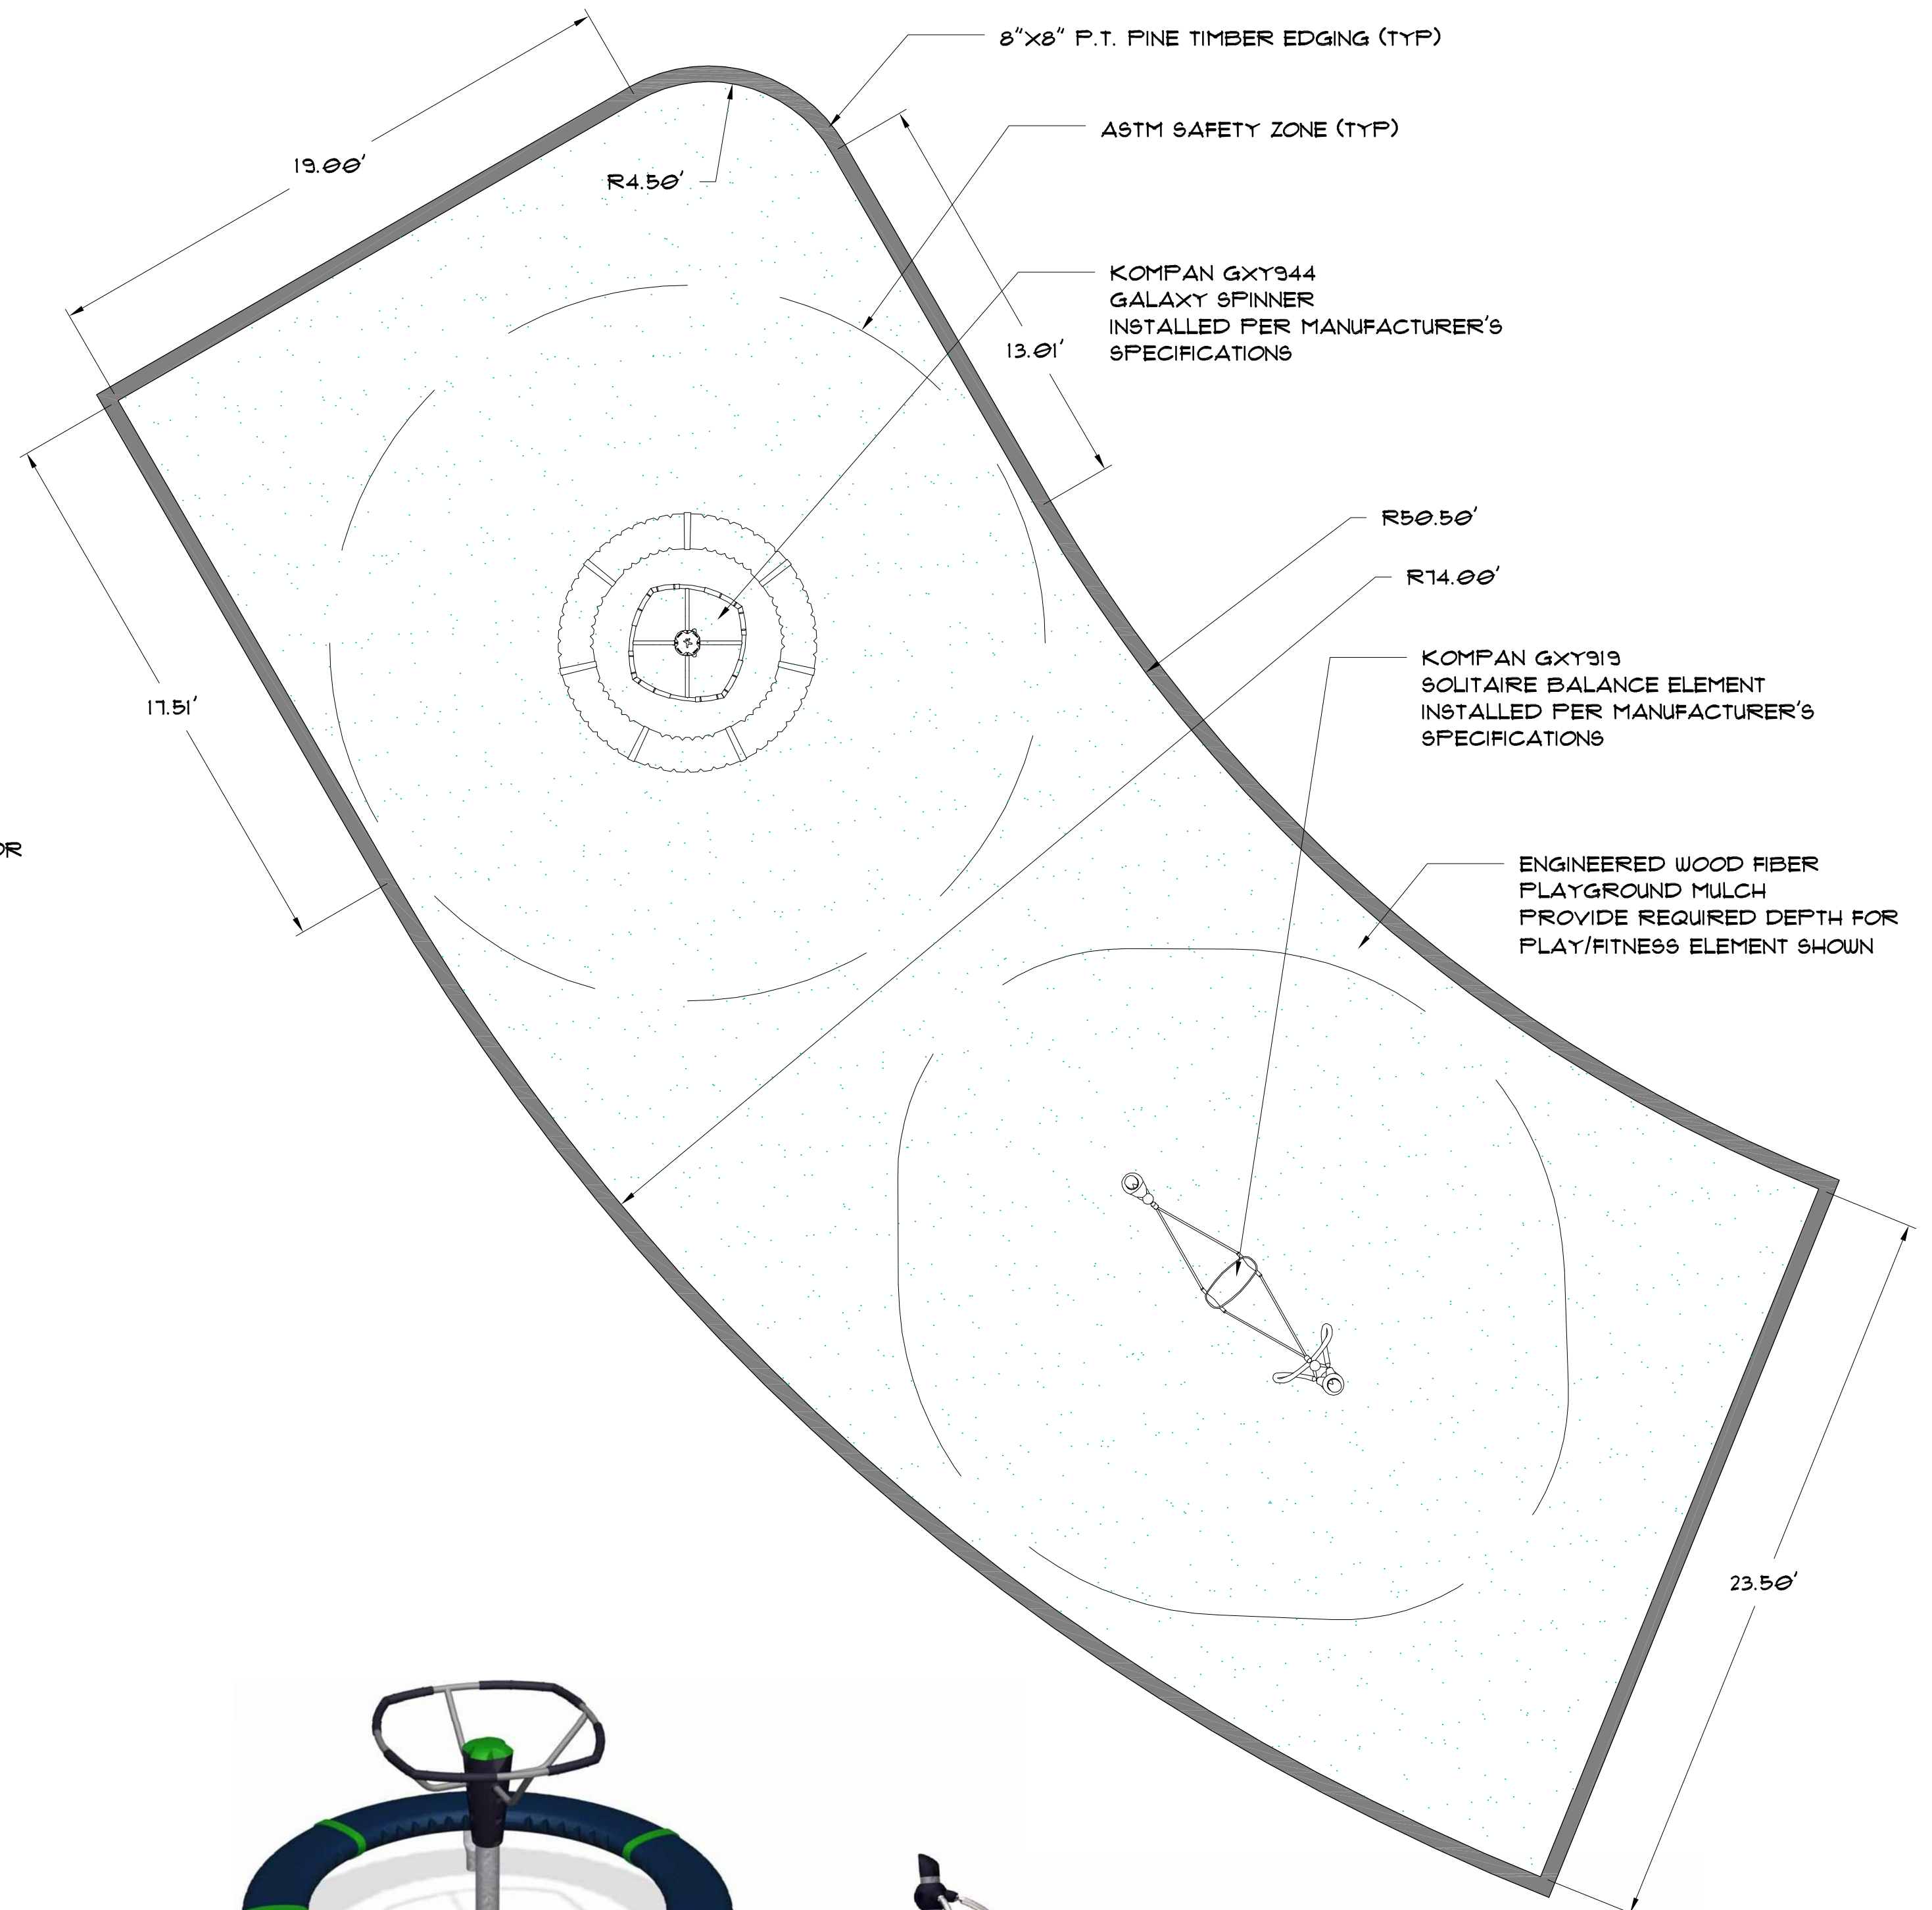 8"X8" P.T. PINE TIMBER EDGING (TYP)
ASTM SAFETY ZONE (TYP)
19.00'
R4.50'
KOMPAN GXY944
GALAXY SPINNER
INSTALLED PER MANUFACTURER'S
SPECIFICATIONS
13.01'
R50.50'
R74.00'
KOMPAN GXY919
SOLITAIRE BALANCE ELEMENT
INSTALLED PER MANUFACTURER'S
SPECIFICATIONS
17.51'
OR
ENGINEERED WOOD FIBER
PLAYGROUND MULCH
PROVIDE REQUIRED DEPTH FOR
PLAY/FITNESS ELEMENT SHOWN
23.50'